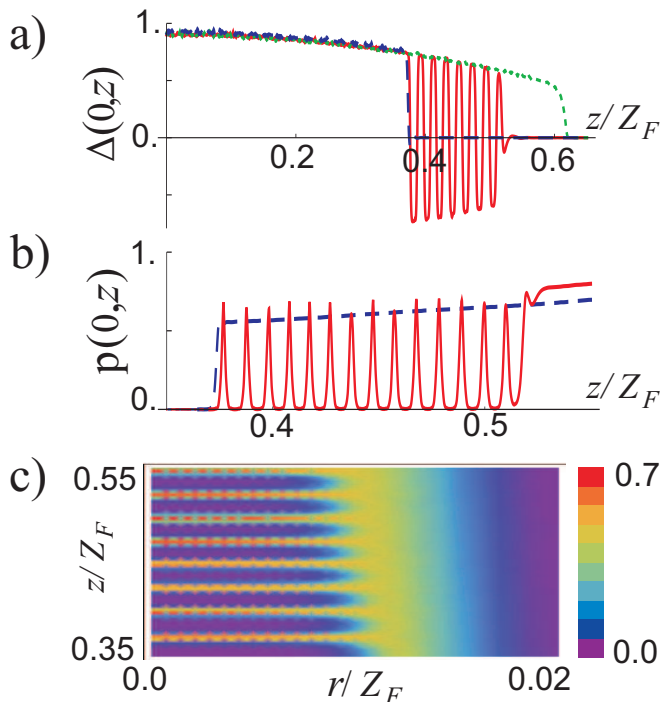 a)
1.
Δ(0,z)
0.
0.2
0.4
0.6
z/Z_F
b)
1.
p(0,z)
0.
0.4
0.5
z/Z_F
c)
0.55
z/Z_F
0.35
0.0
r/Z_F
0.02
0.7
0.0